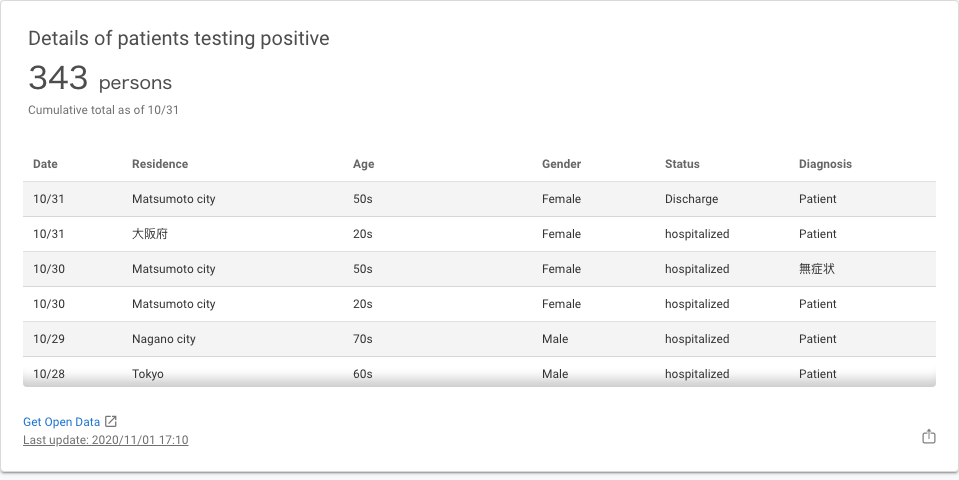 Details of patients testing positive
343 persons
Cumulative total as of 10/31
Date Residence Age Gender Status Diagnosis
10/31 Matsumoto city 50s Female Discharge Patient
10/31 大阪府 20s Female hospitalized Patient
10/30 Matsumoto city 50s Female hospitalized 無症状
10/30 Matsumoto city 20s Female hospitalized Patient
10/29 Nagano city 70s Male hospitalized Patient
10/28 Tokyo 60s Male hospitalized Patient
Get Open Data
Last update: 2020/11/01 17:10